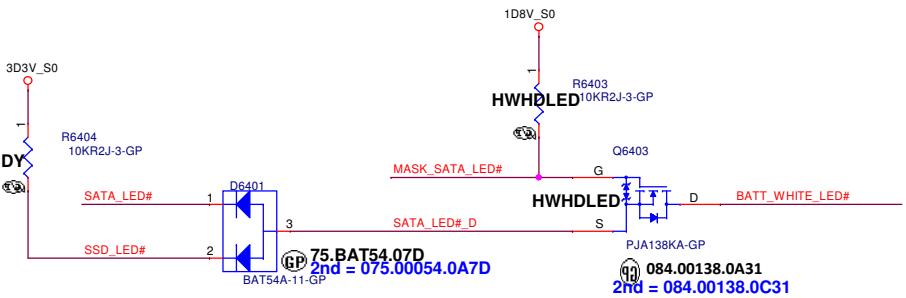 1D8V_S0
3D3V_S0
1
R6403
10KR2J-3-GP
HWHDLED
1
R6404
10KR2J-3-GP
DY
Q6403
MASK_SATA_LED#
G
SATA_LED#
1
D6401
HWHDLED
D
BATT_WHITE_LED#
3
SATA_LED#_D
S
SSD_LED#
2
GP
75.BAT54.07D
2nd = 075.00054.0A7D
BAT54A-11-GP
PJA138KA-GP
084.00138.0A31
2nd = 084.00138.0C31